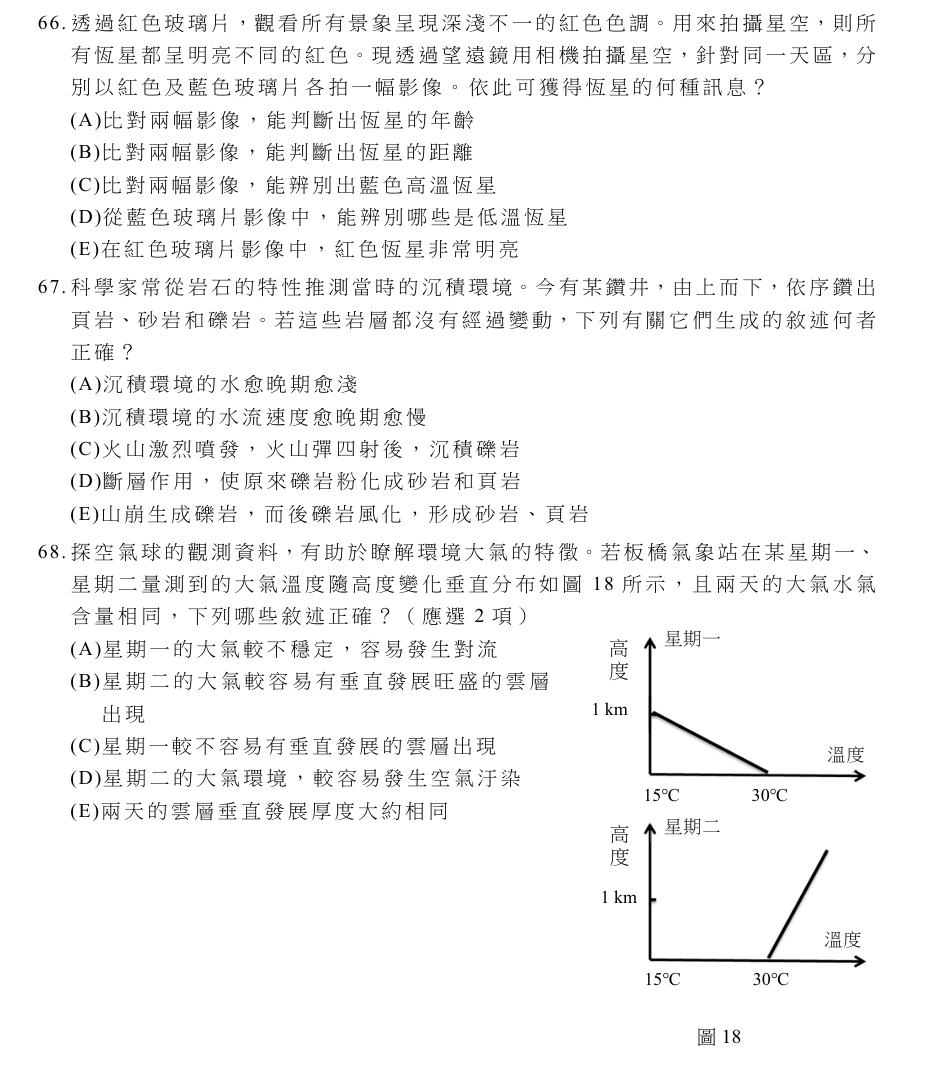 66. 透過紅色玻璃片，觀看所有景象呈現深淺不一的紅色色調。用來拍攝星空，則所
有恆星都呈明亮不同的紅色。現透過望遠鏡用相機拍攝星空，針對同一天區，分
別以紅色及藍色玻璃片各拍一幅影像。依此可獲得恆星的何種訊息？
(A)比對兩幅影像，能判斷出恆星的年齡
(B)比對兩幅影像，能判斷出恆星的距離
(C)比對兩幅影像，能辨別出藍色高溫恆星
(D)從藍色玻璃片影像中，能辨別哪些是低溫恆星
(E)在紅色玻璃片影像中，紅色恆星非常明亮
67. 科學家常從岩石的特性推測當時的沉積環境。今有某鑽井，由上而下，依序鑽出
頁岩、砂岩和礫岩。若這些岩層都沒有經過變動，下列有關它們生成的敘述何者
正確？
(A)沉積環境的水愈晚期愈淺
(B)沉積環境的水流速度愈晚期愈慢
(C)火山激烈噴發，火山彈四射後，沉積礫岩
(D)斷層作用，使原來礫岩粉化成砂岩和頁岩
(E)山崩生成礫岩，而後礫岩風化，形成砂岩、頁岩
68. 探空氣球的觀測資料，有助於瞭解環境大氣的特徵。若板橋氣象站在某星期一、
星期二量測到的大氣溫度隨高度變化垂直分布如圖 18 所示，且兩天的大氣水氣
含量相同，下列哪些敘述正確？（應選 2 項）
(A)星期一的大氣較不穩定，容易發生對流
(B)星期二的大氣較容易有垂直發展旺盛的雲層
出現
(C)星期一較不容易有垂直發展的雲層出現
(D)星期二的大氣環境，較容易發生空氣汙染
(E)兩天的雲層垂直發展厚度大約相同
高度
星期一
1 km
溫度
15℃ 30℃
高度
星期二
1 km
溫度
15℃ 30℃
圖 18